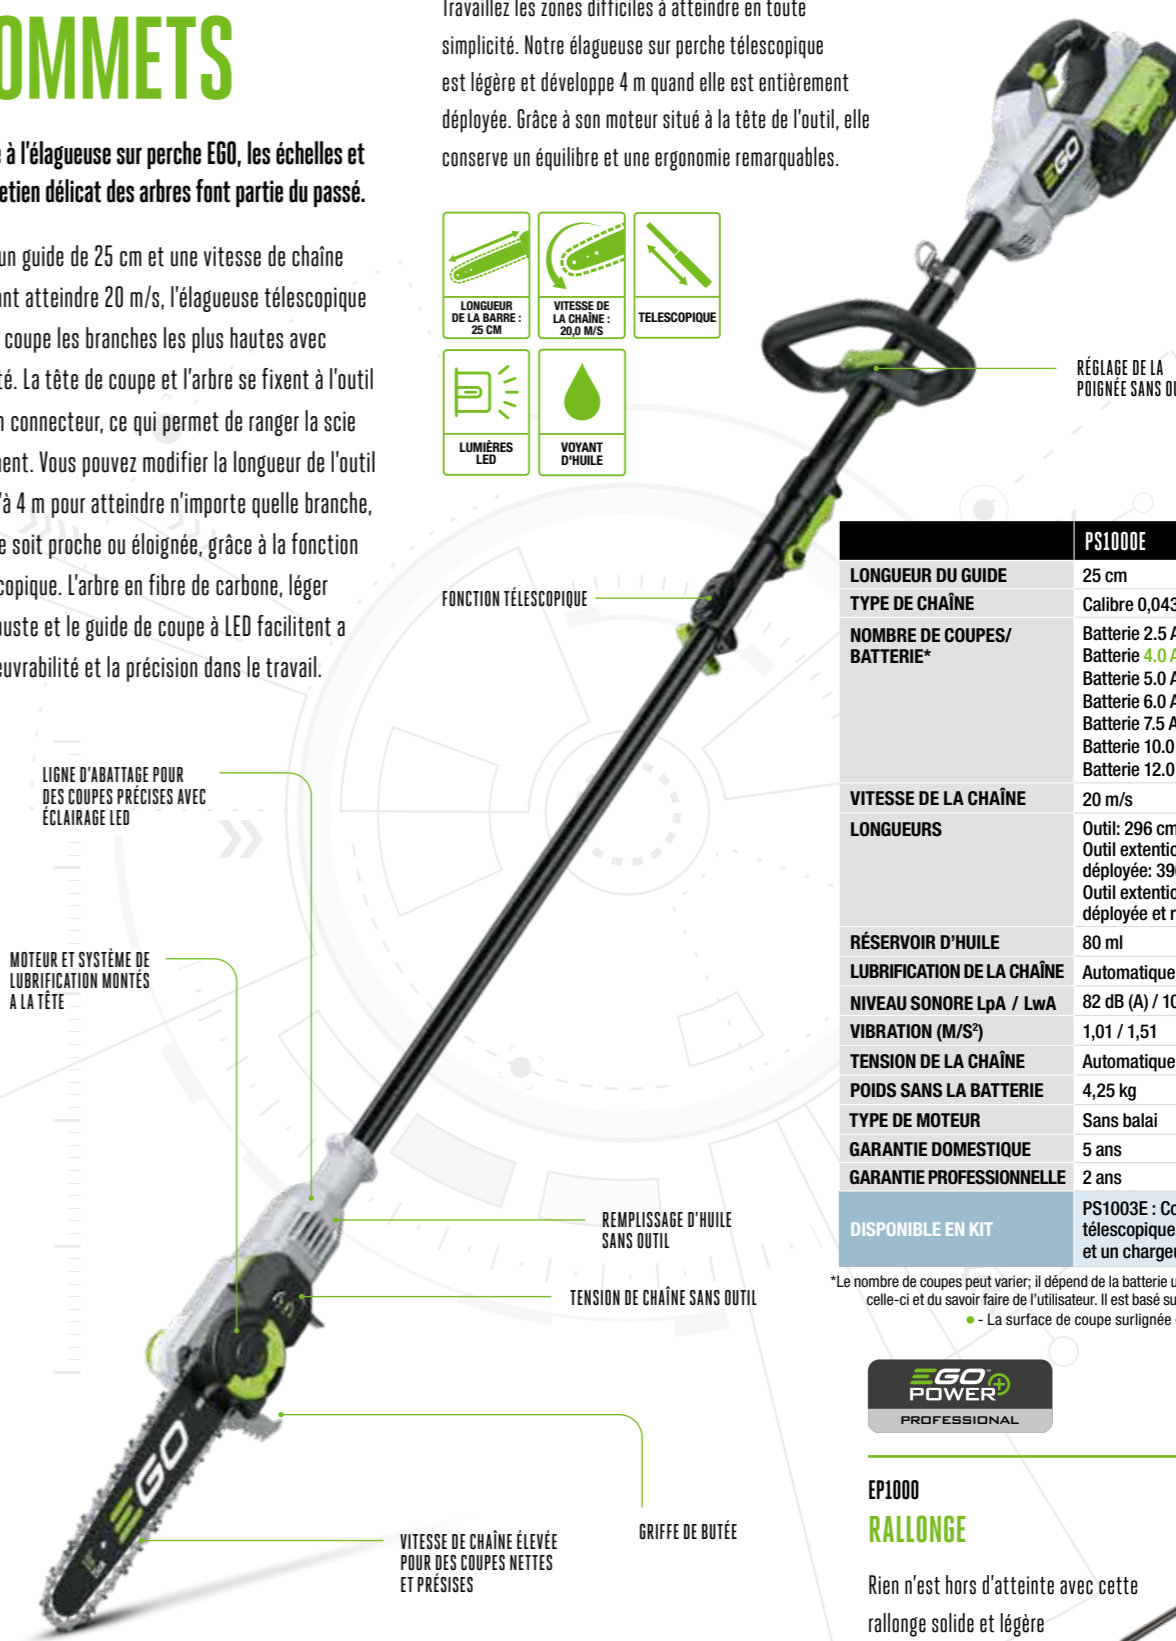 OMMETS
à l'élagueuse sur perche EGO, les échelles et
etien délicat des arbres font partie du passé.
un guide de 25 cm et une vitesse de chaîne
ant atteindre 20 m/s, l'élagueuse télescopique
coupe les branches les plus hautes avec
té. La tête de coupe et l'arbre se fixent à l'outil
n connecteur, ce qui permet de ranger la scie
ment. Vous pouvez modifier la longueur de l'outil
'à 4 m pour atteindre n'importe quelle branche,
e soit proche ou éloignée, grâce à la fonction
copique. L'arbre en fibre de carbone, léger
buste et le guide de coupe à LED facilitent a
euvrabilité et la précision dans le travail.
Travaillez les zones difficiles à atteindre en toute
simplicité. Notre élagueuse sur perche télescopique
est légère et développe 4 m quand elle est entièrement
déployée. Grâce à son moteur situé à la tête de l'outil, elle
conserve un équilibre et une ergonomie remarquables.
LONGUEUR
DE LA BARRE :
25 CM
VITESSE DE
LA CHAÎNE :
20,0 M/S
TELESCOPIQUE
LUMIÈRES
LED
VOYANT
D'HUILE
EGO
RÉGLAGE DE LA
POIGNÉE SANS OU
FONCTION TÉLESCOPIQUE
LIGNE D'ABATTAGE POUR
DES COUPES PRÉCISES AVEC
ÉCLAIRAGE LED
MOTEUR ET SYSTÈME DE
LUBRIFICATION MONTÉS
A LA TÊTE
REMPLISSAGE D'HUILE
SANS OUTIL
TENSION DE CHAÎNE SANS OUTIL
EGO
GRIFFE DE BUTÉE
VITESSE DE CHAÎNE ÉLEVÉE
POUR DES COUPES NETTES
ET PRÉSISES
PS1000E
LONGUEUR DU GUIDE 25 cm
TYPE DE CHAÎNE Calibre 0,043
NOMBRE DE COUPES/
BATTERIE*
Batterie 2.5 A
Batterie 4.0 A
Batterie 5.0 A
Batterie 6.0 A
Batterie 7.5 A
Batterie 10.0
Batterie 12.0
VITESSE DE LA CHAÎNE 20 m/s
LONGUEURS
Outil: 296 cm
Outil extentio
déployée: 39
Outil extentio
déployée et r
RÉSERVOIR D'HUILE 80 ml
LUBRIFICATION DE LA CHAÎNE Automatique
NIVEAU SONORE LpA / LwA 82 dB (A) / 10
VIBRATION (M/S²) 1,01 / 1,51
TENSION DE LA CHAÎNE Automatique
POIDS SANS LA BATTERIE 4,25 kg
TYPE DE MOTEUR Sans balai
GARANTIE DOMESTIQUE 5 ans
GARANTIE PROFESSIONNELLE 2 ans
DISPONIBLE EN KIT
PS1003E : Co
télescopique
et un chargeu
*Le nombre de coupes peut varier; il dépend de la batterie u
celle-ci et du savoir faire de l'utilisateur. Il est basé su
● - La surface de coupe surlignée
EGO
POWER+
PROFESSIONAL
EP1000
RALLONGE
Rien n'est hors d'atteinte avec cette
rallonge solide et légère